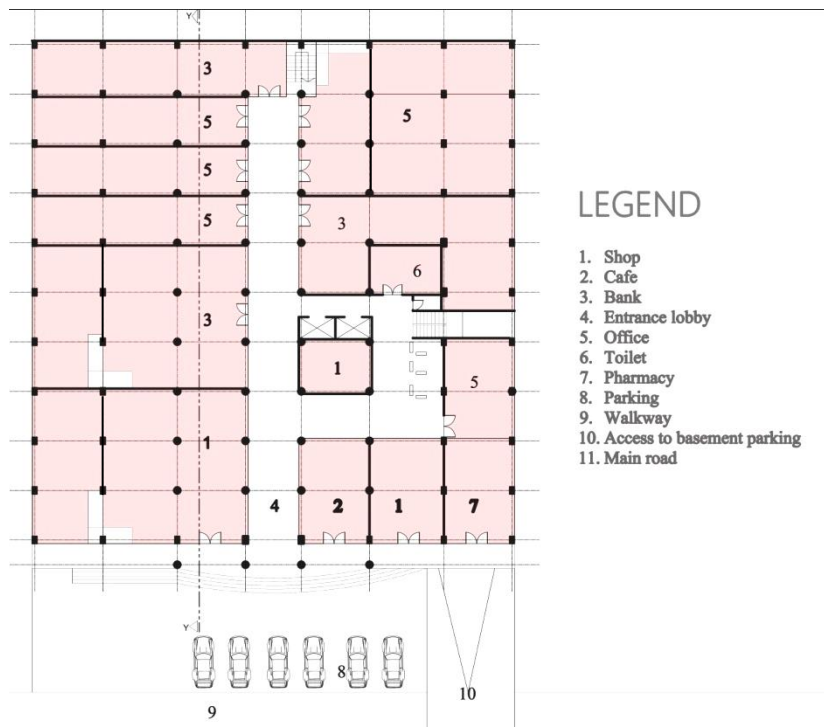 Y
3
5
5
5
5
3
6
3
1
5
1
4
2
1
7
Y
8
9
10
LEGEND
1. Shop
2. Cafe
3. Bank
4. Entrance lobby
5. Office
6. Toilet
7. Pharmacy
8. Parking
9. Walkway
10. Access to basement parking
11. Main road